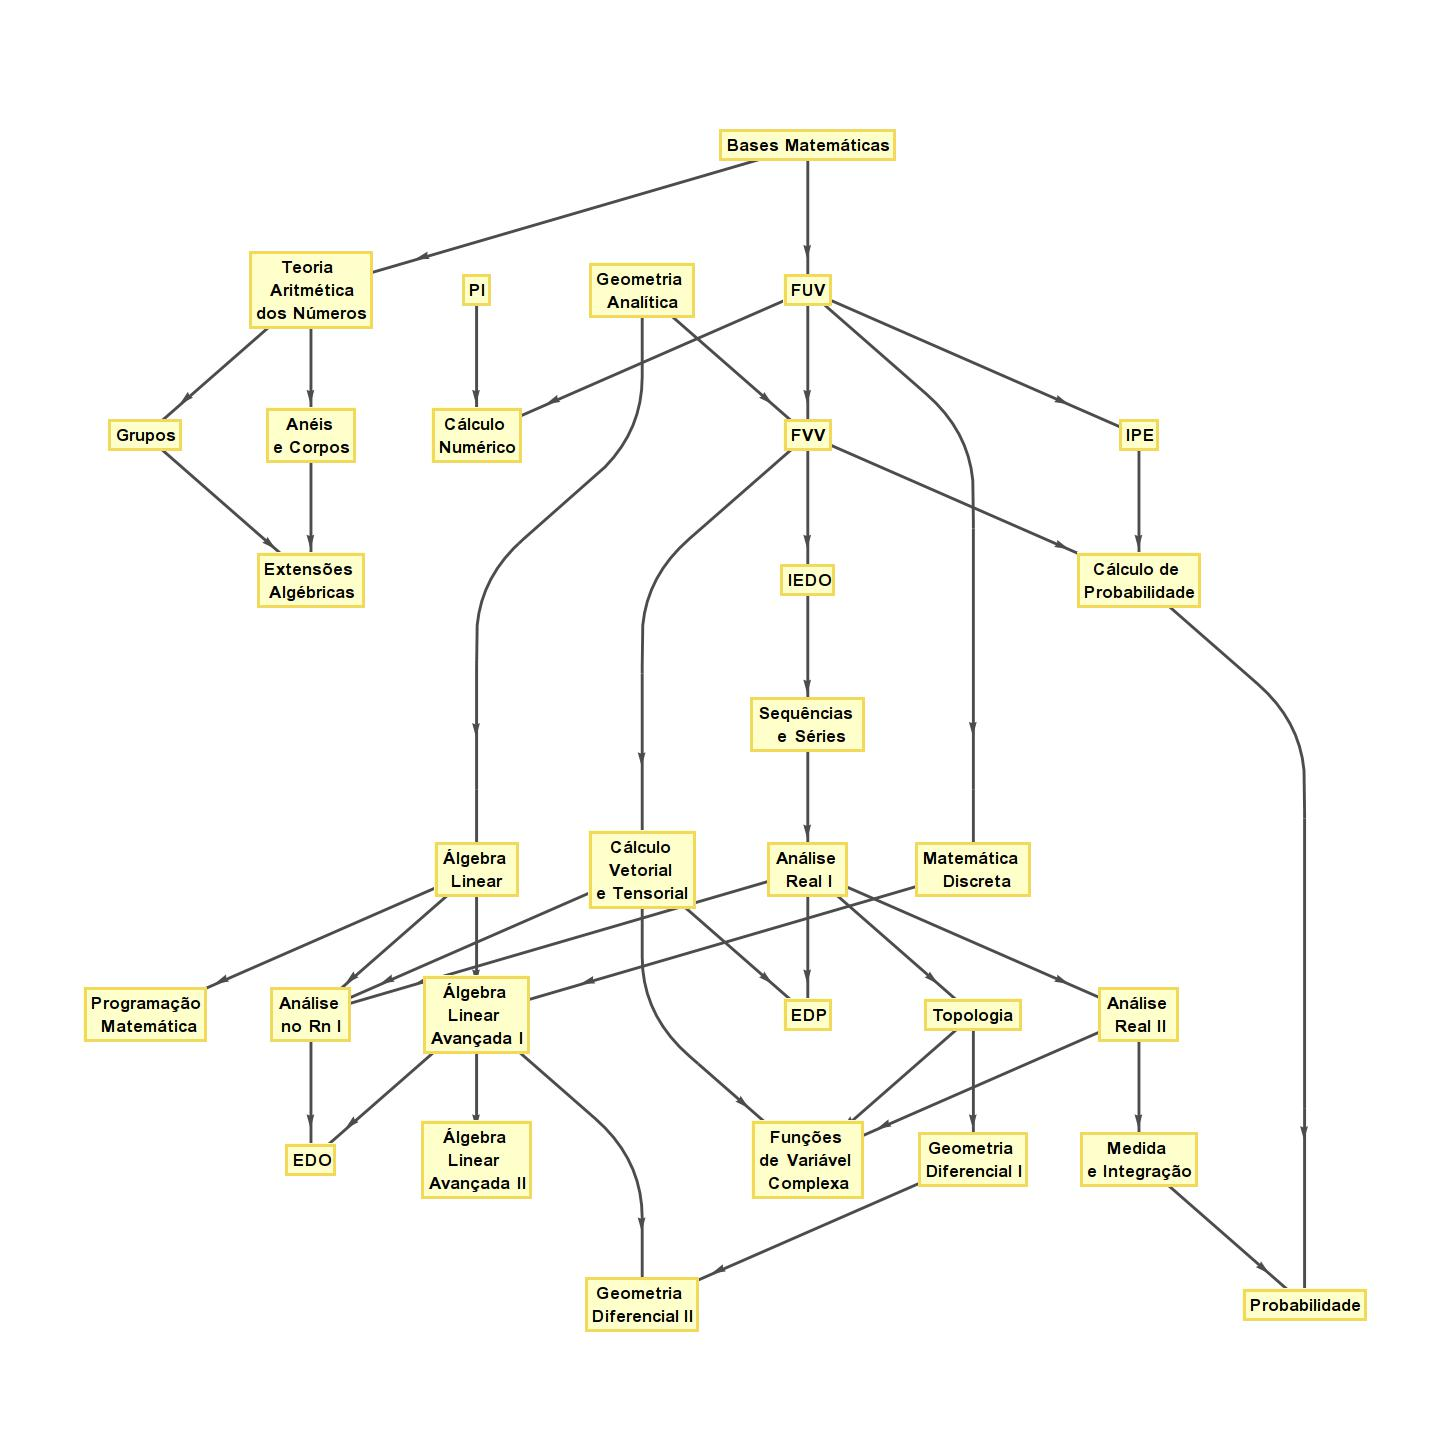 Bases Matemáticas
Teoria
Aritmética
dos Números
PI
Geometria
Analítica
FUV
Grupos
Anéis
e Corpos
Cálculo
Numérico
FVV
IPE
Extensões
Algébricas
IEDO
Cálculo de
Probabilidade
Sequências
e Séries
Álgebra
Linear
Cálculo
Vetorial
e Tensorial
Análise
Real I
Matemática
Discreta
Programação
Matemática
Análise
no Rn I
Álgebra
Linear
Avançada I
EDP
Topologia
Análise
Real II
EDO
Álgebra
Linear
Avançada II
Funções
de Variável
Complexa
Geometria
Diferencial I
Medida
e Integração
Geometria
Diferencial II
Probabilidade